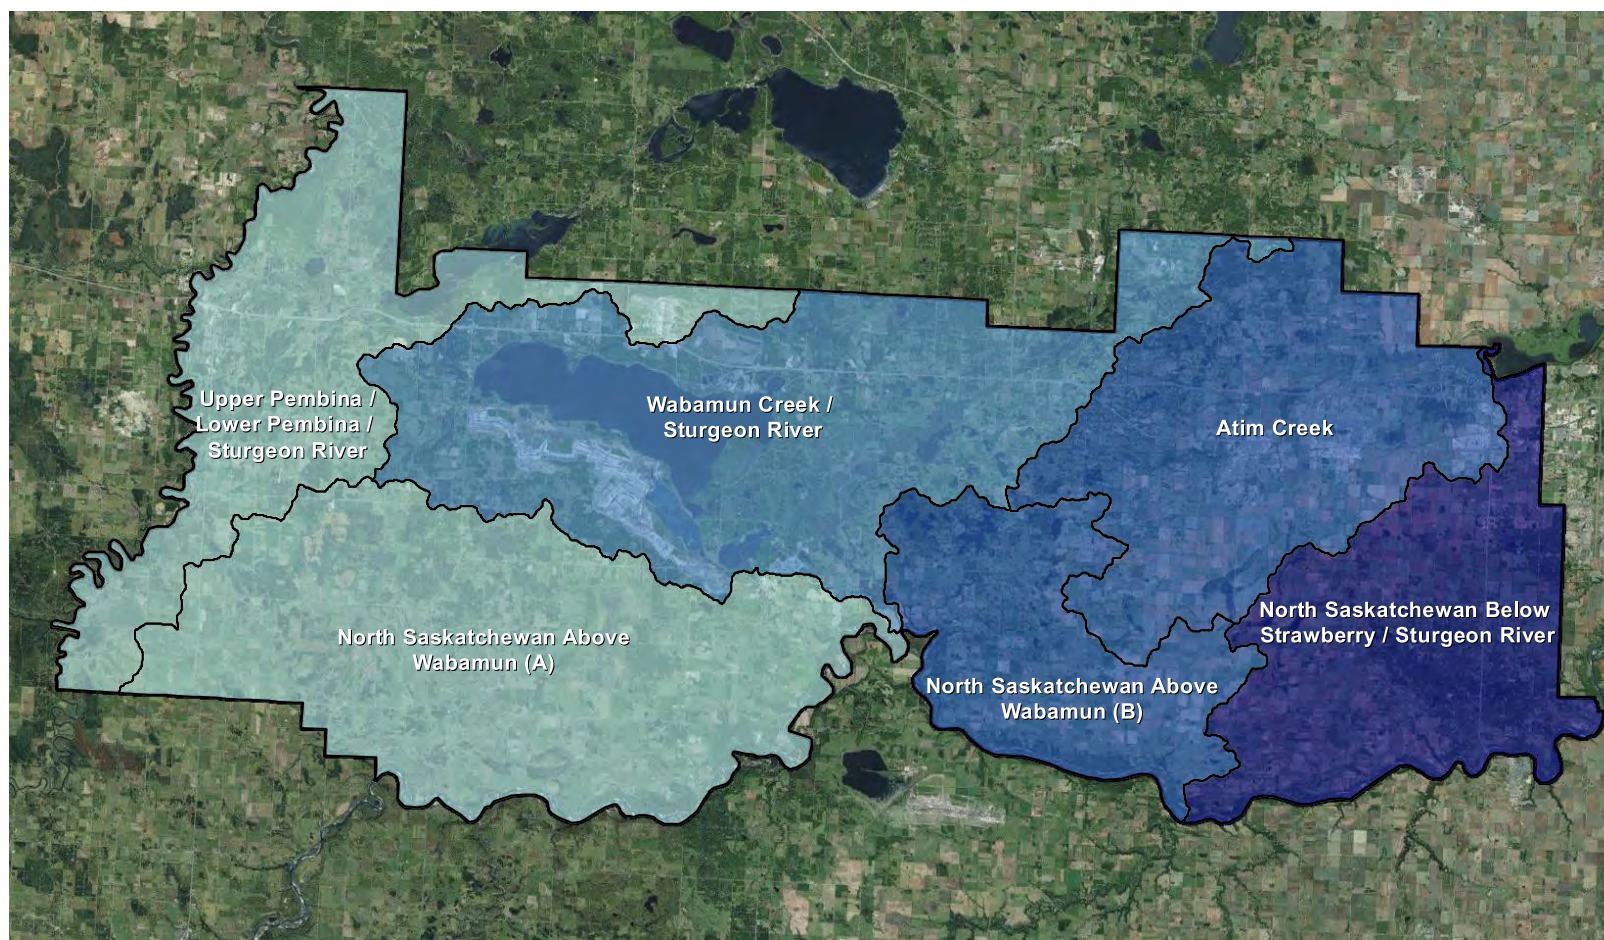 Upper Pembina /
Lower Pembina /
Sturgeon River
Wabamun Creek /
Sturgeon River
Atim Creek
North Saskatchewan Above
Wabamun (A)
North Saskatchewan Above
Wabamun (B)
North Saskatchewan Below
Strawberry / Sturgeon River